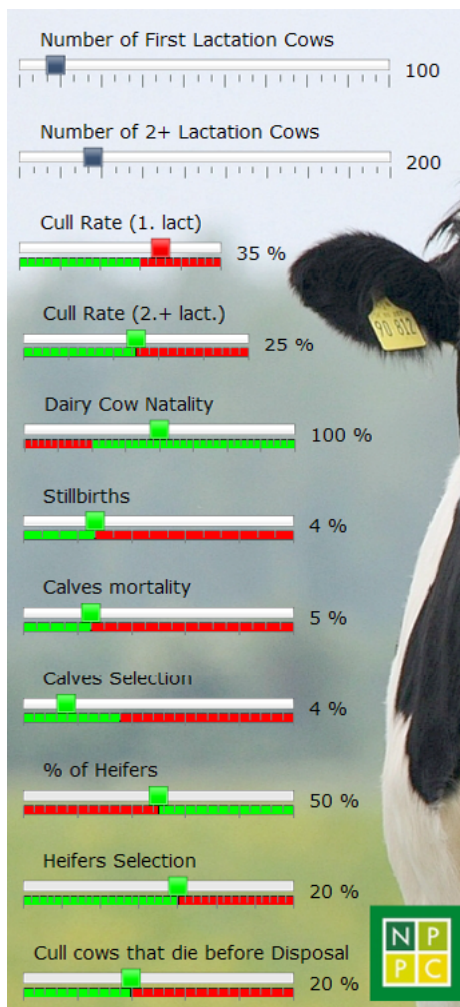 Number of First Lactation Cows
100
Number of 2+ Lactation Cows
200
Cull Rate (1. lact)
35 %
Cull Rate (2.+ lact.)
25 %
90 812
Dairy Cow Natality
100 %
Stillbirths
4 %
Calves mortality
5 %
Calves Selection
4 %
% of Heifers
50 %
Heifers Selection
20 %
N P
P C
Cull cows that die before Disposal
20 %